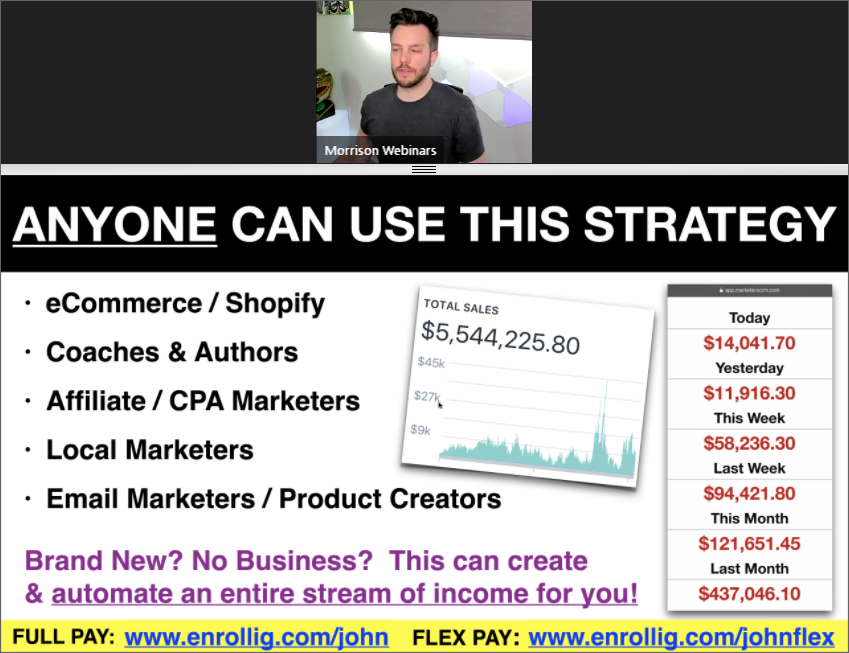 Morrison Webinars
ANYONE CAN USE THIS STRATEGY
· eCommerce / Shopify
· Coaches & Authors
· Affiliate / CPA Marketers
· Local Marketers
· Email Marketers / Product Creators
TOTAL SALES
$5,544,225.80
$45k
$27k
$9k
app.marketerscrm.com
Today
$14,041.70
Yesterday
$11,916.30
This Week
$58,236.30
Last Week
$94,421.80
This Month
$121,651.45
Last Month
$437,046.10
Brand New? No Business? This can create
& automate an entire stream of income for you!
FULL PAY: www.enrollig.com/john FLEX PAY: www.enrollig.com/johnflex